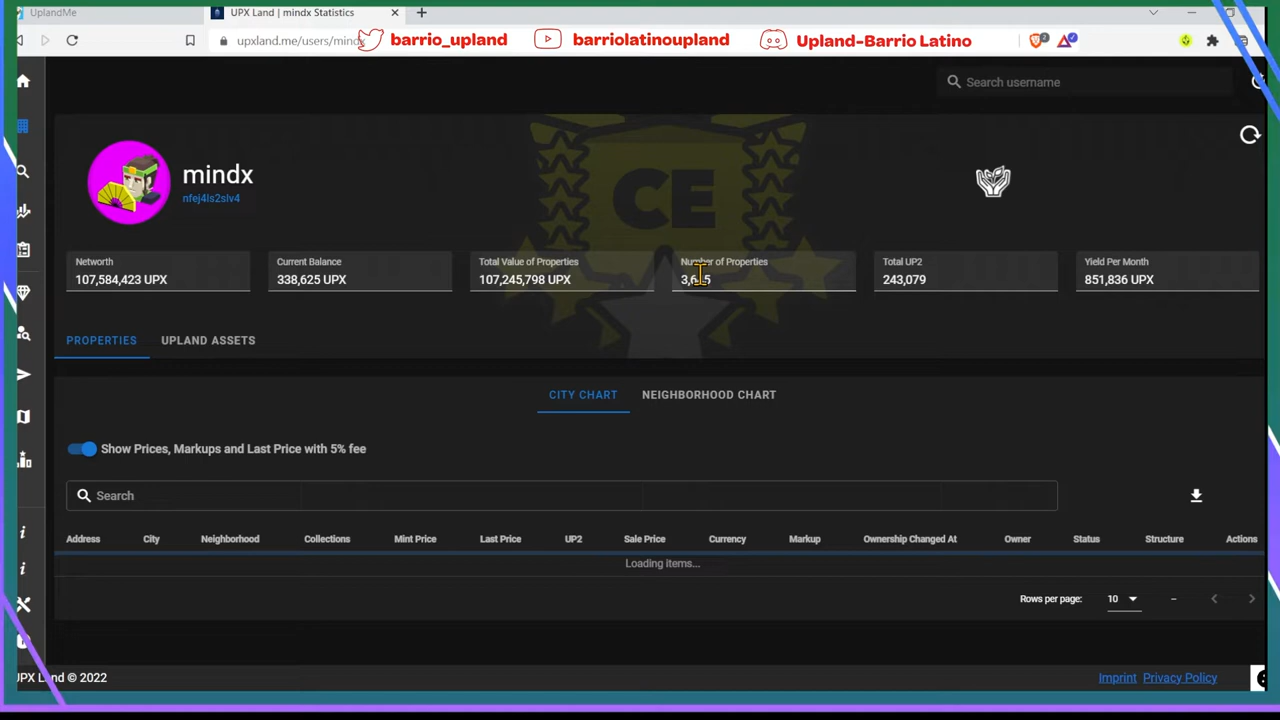 UplandMe
UPX Land | mindx Statistics
upxland.me/users/mindx
barrio_upland
barriolatinoupland
Upland-Barrio Latino
Search username
CE
mindx
nfej4ls2slv4
Networth
107,584,423 UPX
Current Balance
338,625 UPX
Total Value of Properties
107,245,798 UPX
Number of Properties
Total UP2
243,079
Yield Per Month
851,836 UPX
PROPERTIES
UPLAND ASSETS
CITY CHART
NEIGHBORHOOD CHART
Show Prices, Markups and Last Price with 5% fee
Search
Address City Neighborhood Collections Mint Price Last Price UP2 Sale Price Currency Markup Ownership Changed At Owner Status Structure Actions
Loading items...
Rows per page: 10 –
UPX Land © 2022
Imprint Privacy Policy